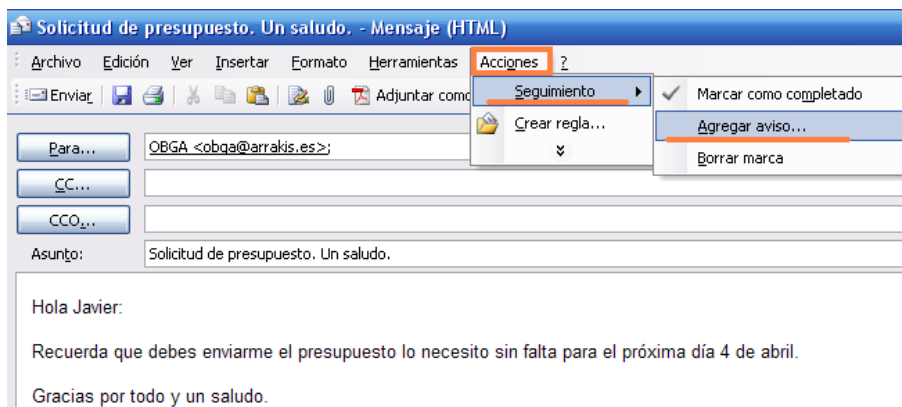 Solicitud de presupuesto. Un saludo. - Mensaje (HTML)
Archivo Edición Ver Insertar Formato Herramientas Acciones ?
Enviar Adjuntar como
Seguimiento
Crear regla...
Marcar como completado
Agregar aviso...
Borrar marca
Para... OBGA <obga@arrakis.es>;
CC...
CCO...
Asunto: Solicitud de presupuesto. Un saludo.
Hola Javier:
Recuerda que debes enviarme el presupuesto lo necesito sin falta para el próxima día 4 de abril.
Gracias por todo y un saludo.